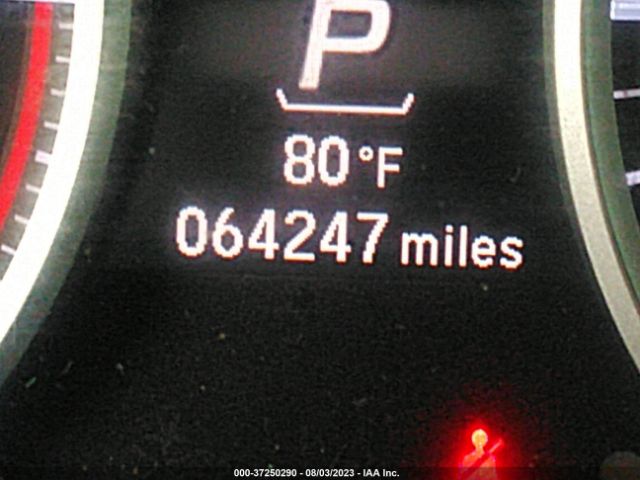 P
80 °F
064247 miles
000-37250290 - 08/03/2023 - IAA Inc.